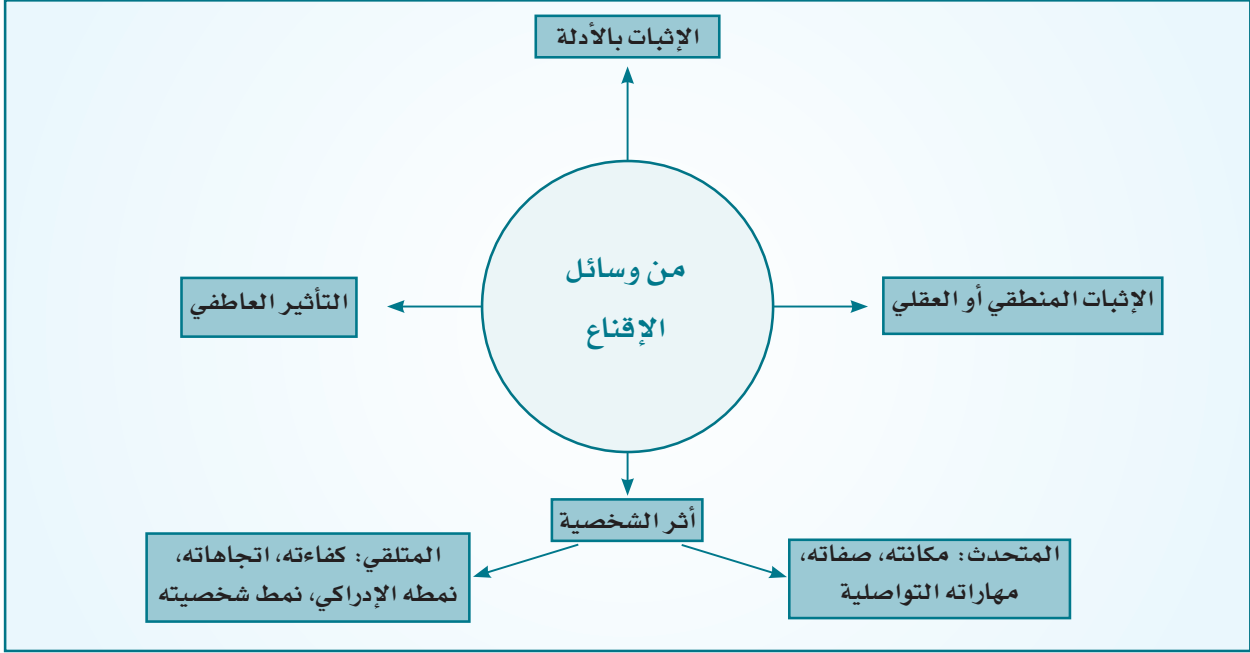 الإثبات بالأدلة
من وسائل
الإقناع
الإثبات المنطقي أو العقلي
التأثير العاطفي
أثر الشخصية
المتحدث: مكانته، صفاته،
مهاراته التواصلية
المتلقي: كفاءته، اتجاهاته،
نمطه الإدراكي، نمط شخصيته